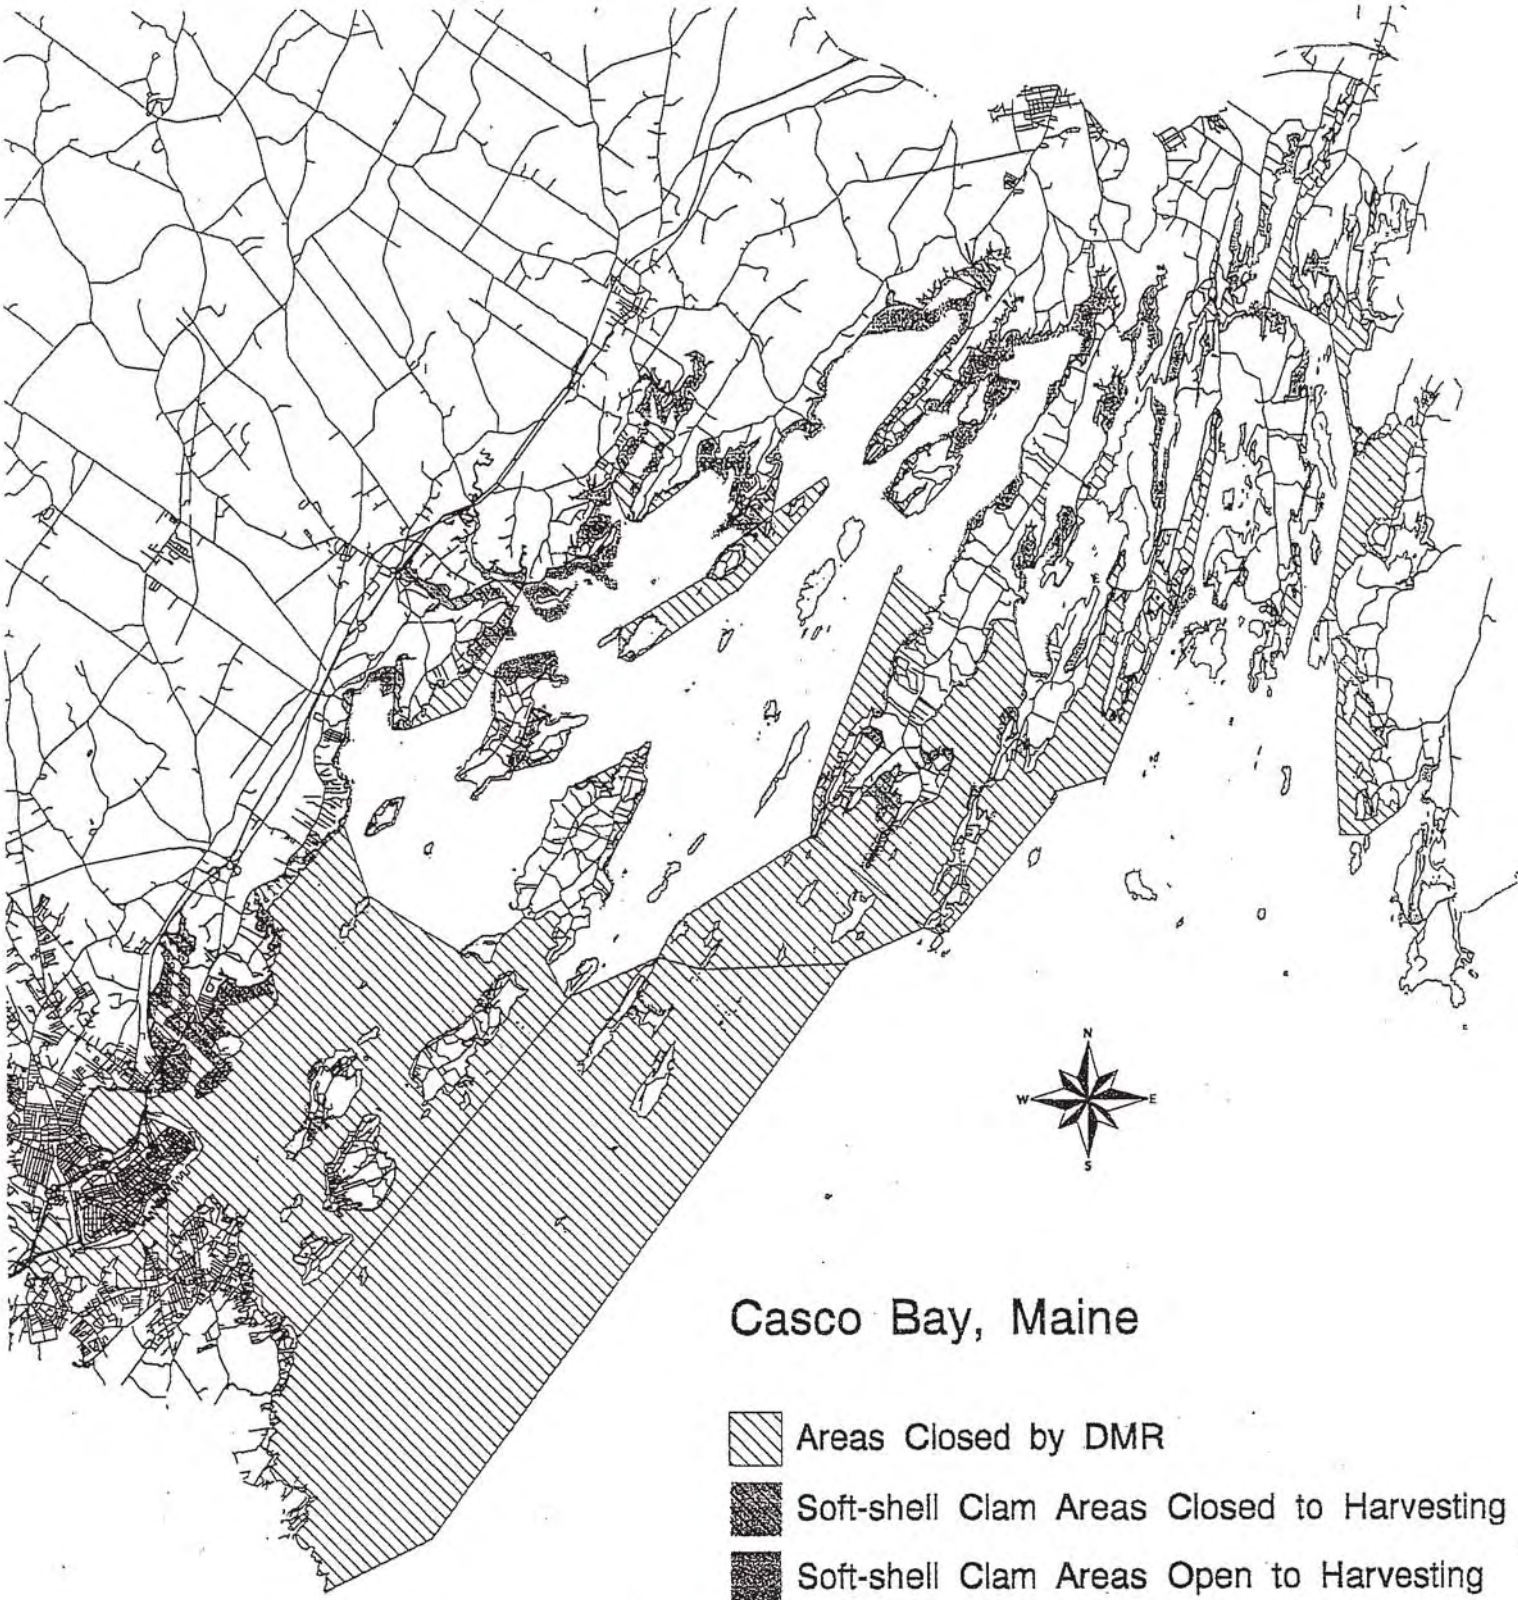 N
W E
S
Casco Bay, Maine
Areas Closed by DMR
Soft-shell Clam Areas Closed to Harvesting
Soft-shell Clam Areas Open to Harvesting